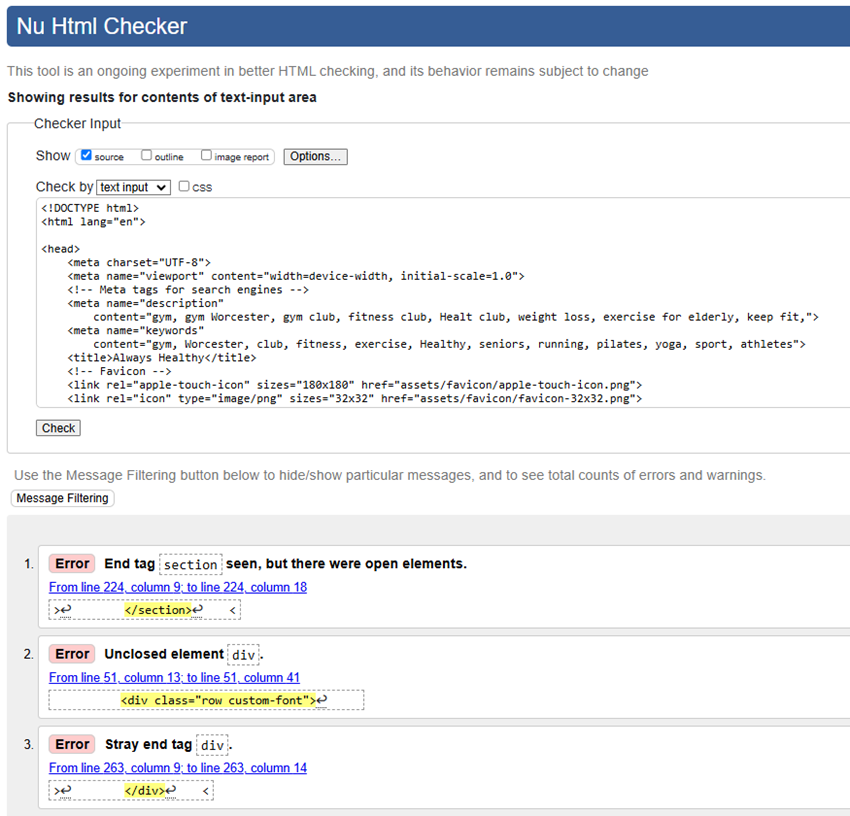 Nu Html Checker
This tool is an ongoing experiment in better HTML checking, and its behavior remains subject to change
Showing results for contents of text-input area
Checker Input
Show source outline image report Options...
Check by text input css
<!DOCTYPE html>
<html lang="en">
<head>
<meta charset="UTF-8">
<meta name="viewport" content="width=device-width, initial-scale=1.0">
<!-- Meta tags for search engines -->
<meta name="description"
content="gym, gym Worcester, gym club, fitness club, Healt club, weight loss, exercise for elderly, keep fit,">
<meta name="keywords"
content="gym, Worcester, club, fitness, exercise, Healthy, seniors, running, pilates, yoga, sport, athletes">
<title>Always Healthy</title>
<!-- Favicon -->
<link rel="apple-touch-icon" sizes="180x180" href="assets/favicon/apple-touch-icon.png">
<link rel="icon" type="image/png" sizes="32x32" href="assets/favicon/favicon-32x32.png">
Check
Use the Message Filtering button below to hide/show particular messages, and to see total counts of errors and warnings.
Message Filtering
1. Error End tag section seen, but there were open elements.
From line 224, column 9; to line 224, column 18
>↩ </section>↩ <
2. Error Unclosed element div.
From line 51, column 13; to line 51, column 41
<div class="row custom-font">↩
3. Error Stray end tag div.
From line 263, column 9; to line 263, column 14
>↩ </div>↩ <